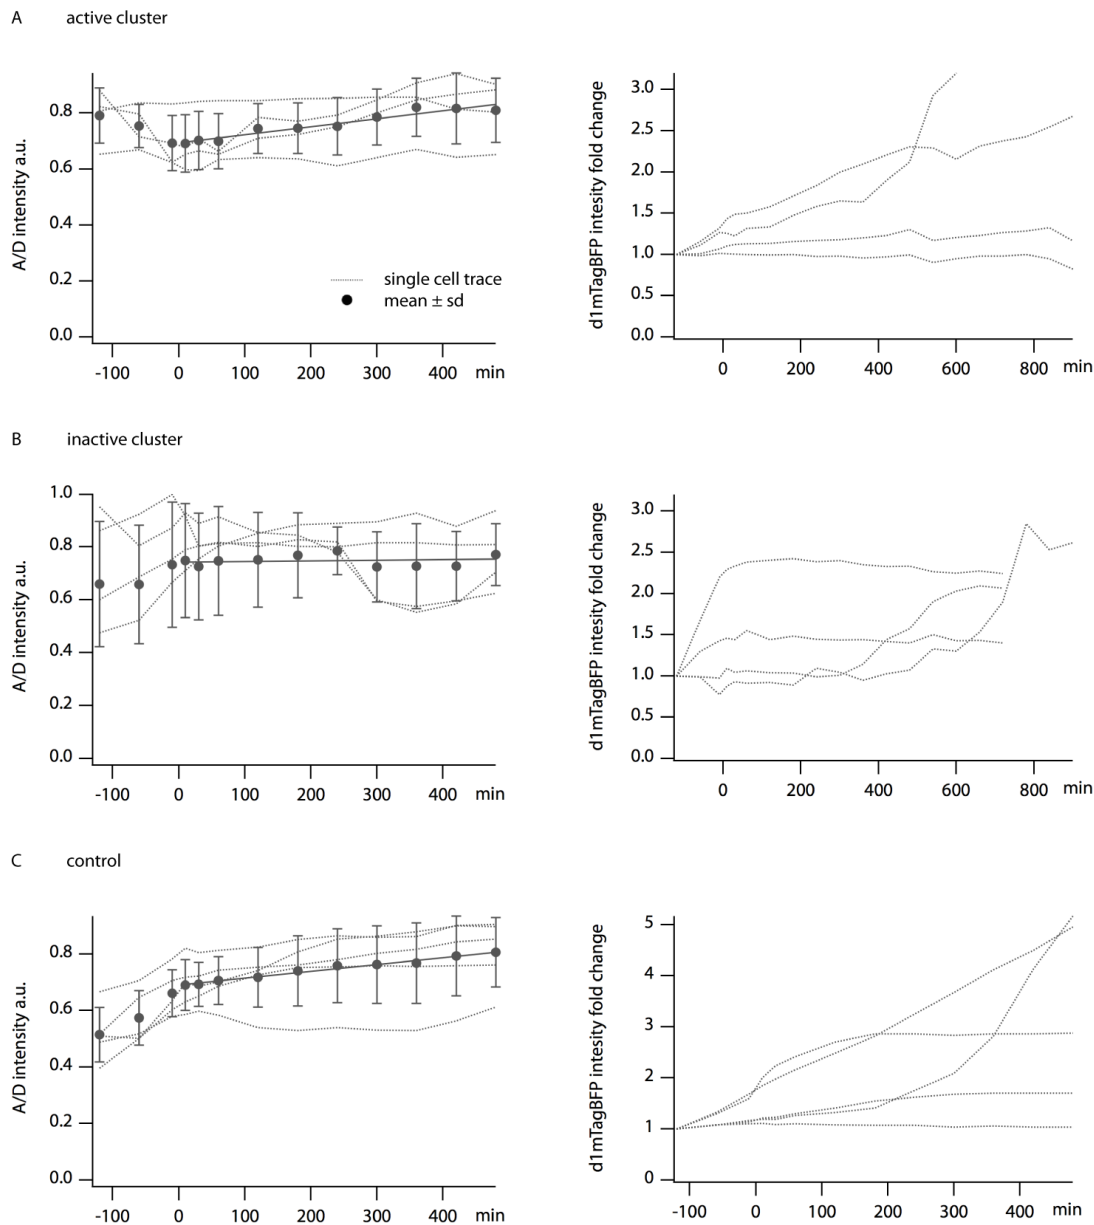 A active cluster
A/D intensity a.u.
0.8
0.6
0.4
0.2
0.0
single cell trace
mean ± sd
-100 0 100 200 300 400 min
d1mTagBFP intesity fold change
3.0
2.5
2.0
1.5
1.0
0.5
0.0
0 200 400 600 800 min
B inactive cluster
A/D intensity a.u.
1.0
0.8
0.6
0.4
0.2
0.0
-100 0 100 200 300 400 min
d1mTagBFP intesity fold change
3.0
2.5
2.0
1.5
1.0
0.5
0.0
0 200 400 600 800 min
C control
A/D intensity a.u.
0.8
0.6
0.4
0.2
0.0
-100 0 100 200 300 400 min
d1mTagBFP intesity fold change
5
4
3
2
1
0
-100 0 100 200 300 400 min